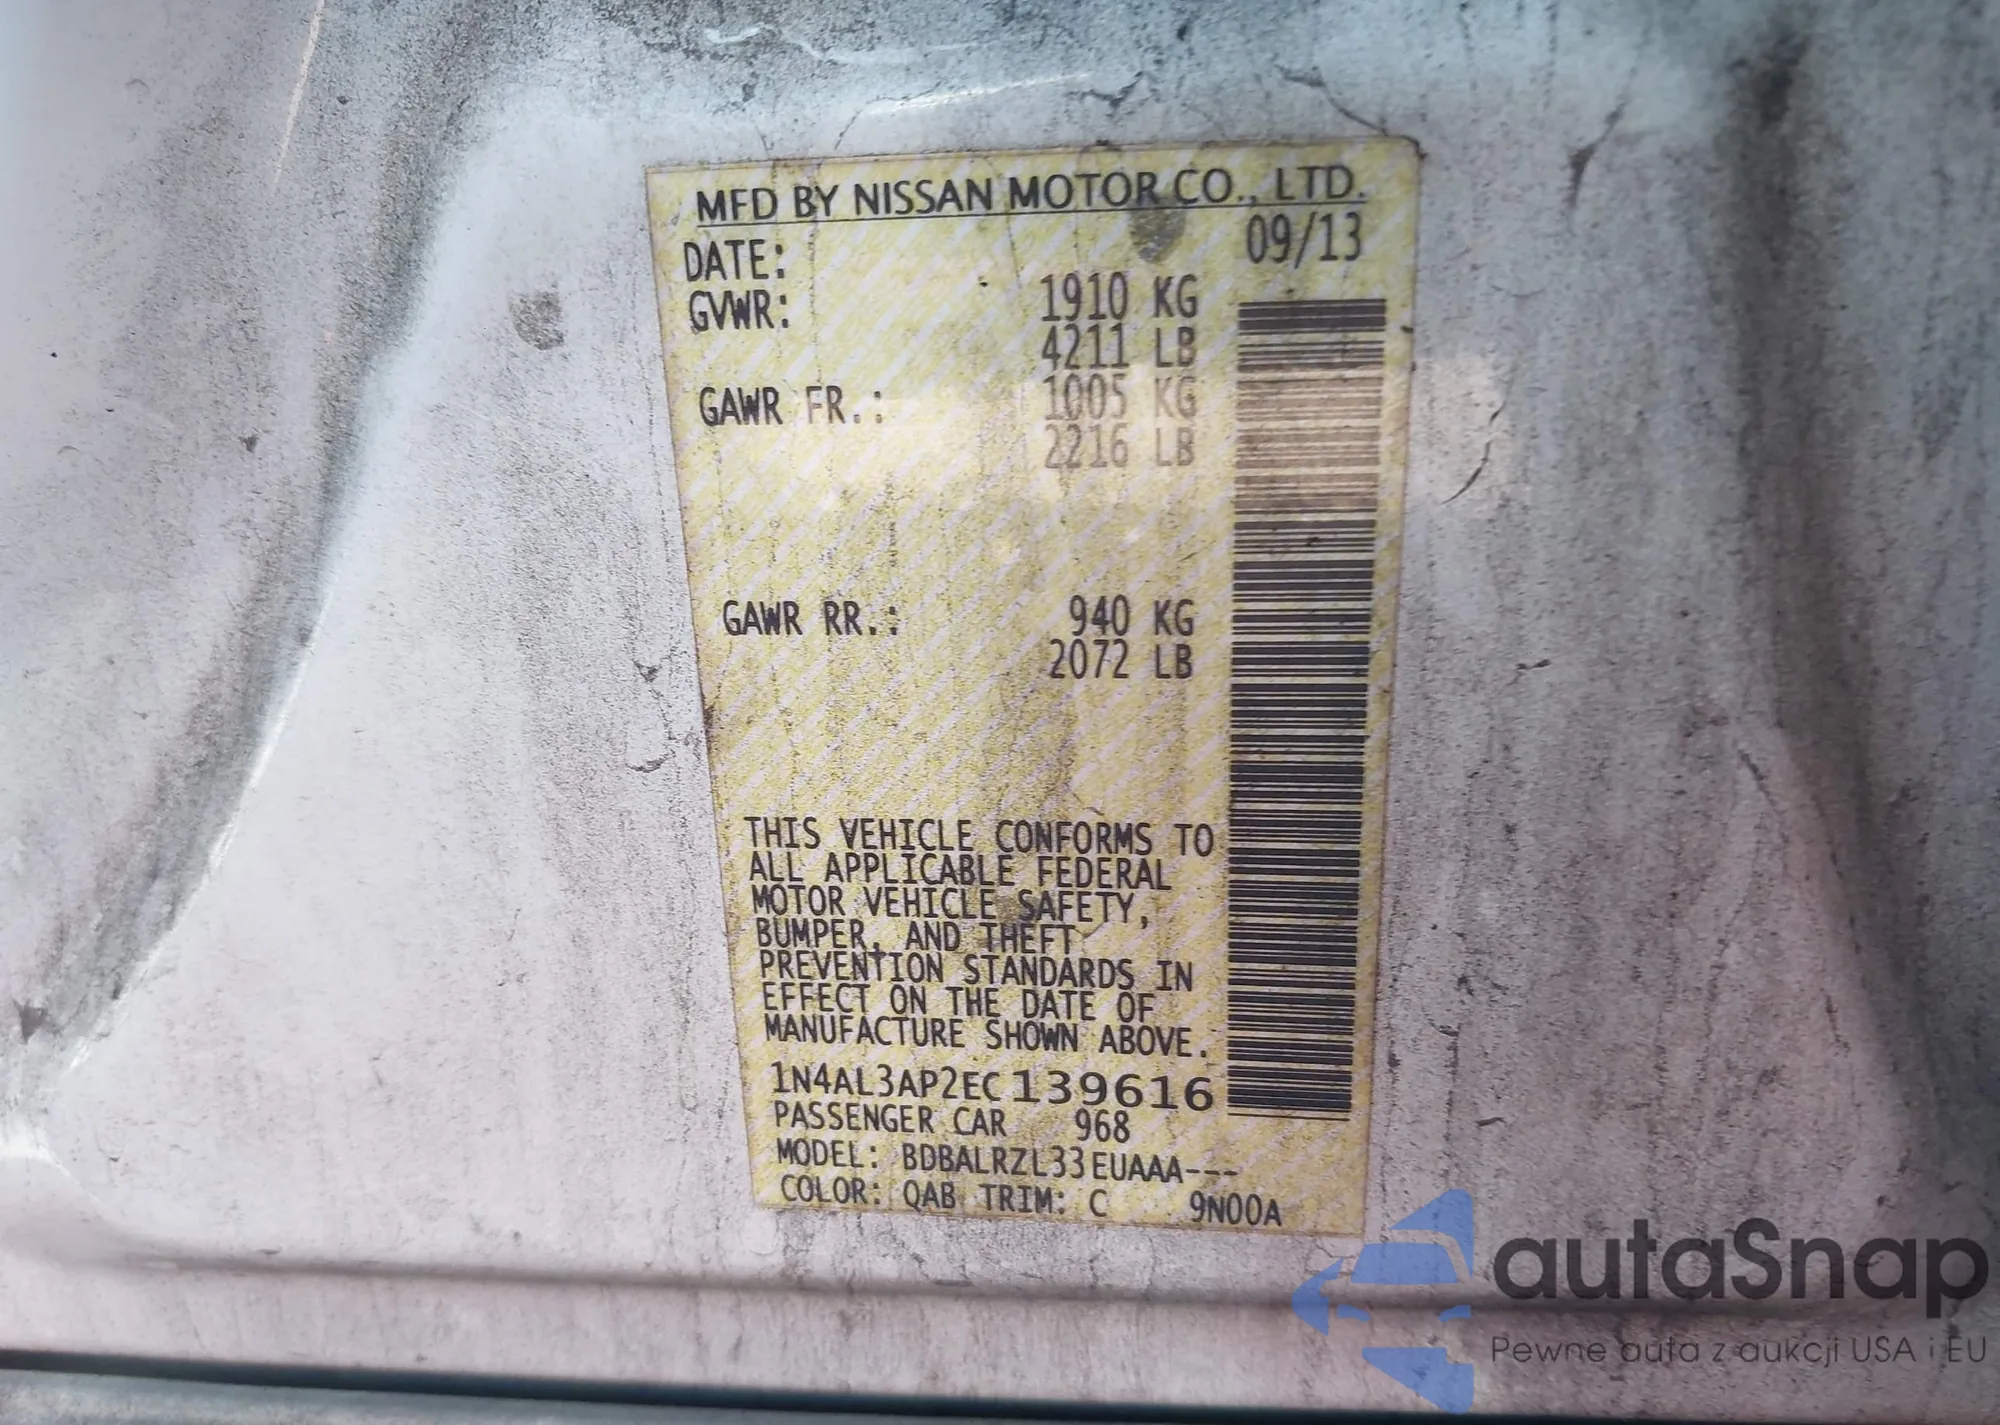 MFD BY NISSAN MOTOR CO., LTD.
DATE: 09/13
GVWR: 1910 KG
4211 LB
GAWR FR.: 1005 KG
2216 LB
GAWR RR.: 940 KG
2072 LB
THIS VEHICLE CONFORMS TO
ALL APPLICABLE FEDERAL
MOTOR VEHICLE SAFETY,
BUMPER, AND THEFT
PREVENTION STANDARDS IN
EFFECT ON THE DATE OF
MANUFACTURE SHOWN ABOVE.
1N4AL3AP2EC139616
PASSENGER CAR 968
MODEL: BDBALRZL33EUAAA---
COLOR: QAB TRIM: C 9N00A
autaSnap
Pewne auta z aukcji USA i EU